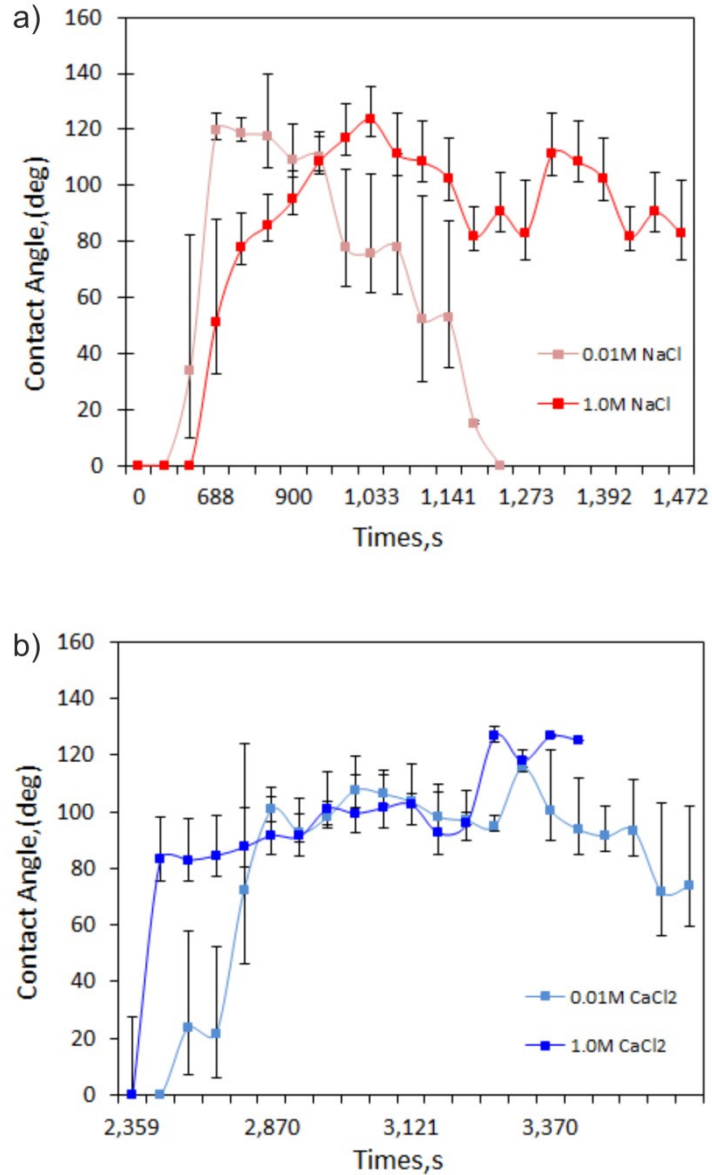 a)
160
140
120
100
80
60
40
20
0
Contact Angle,(deg)
0.01M NaCl
1.0M NaCl
0 688 900 1,033 1,141 1,273 1,392 1,472
Times,s
b)
160
140
120
100
80
60
40
20
0
Contact Angle,(deg)
0.01M CaCl2
1.0M CaCl2
2,359 2,870 3,121 3,370
Times,s